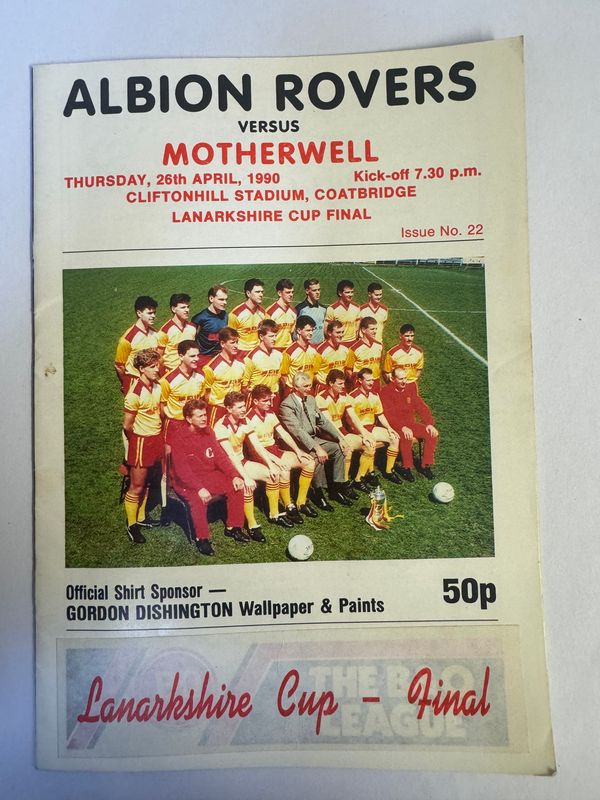 ALBION ROVERS
VERSUS
MOTHERWELL
THURSDAY, 26th APRIL, 1990 Kick-off 7.30 p.m.
CLIFTONHILL STADIUM, COATBRIDGE
LANARKSHIRE CUP FINAL
Issue No. 22
Official Shirt Sponsor — 50p
GORDON DISHINGTON Wallpaper & Paints
Lanarkshire Cup - Final
THE B&Q
LEAGUE